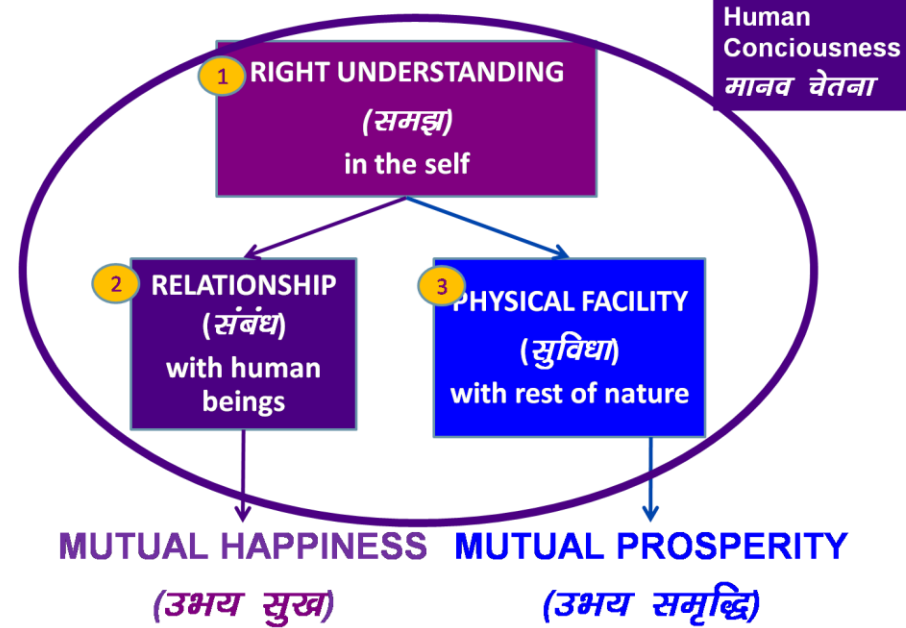 Human
Conciousness
मानव चेतना
1
RIGHT UNDERSTANDING
(समझ)
in the self
2
RELATIONSHIP
(संबंध)
with human
beings
3
PHYSICAL FACILITY
(सुविधा)
with rest of nature
MUTUAL HAPPINESS
(उभय सुख)
MUTUAL PROSPERITY
(उभय समृद्धि)